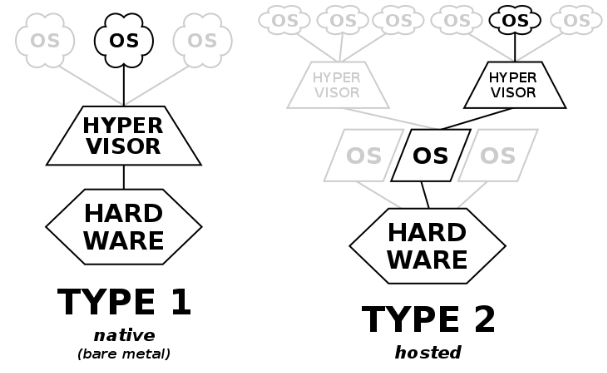 OS
OS
OS
HYPER
VISOR
HARD
WARE
TYPE 1
native
(bare metal)
OS
OS
OS
OS
OS
OS
HYPER
VISOR
HYPER
VISOR
OS
OS
OS
HARD
WARE
TYPE 2
hosted